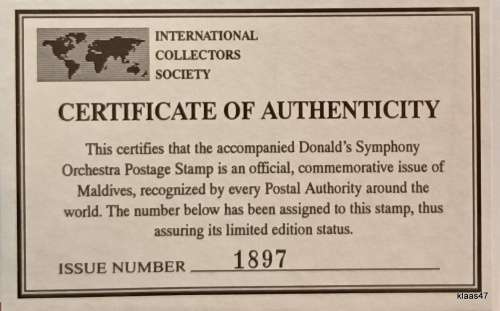 INTERNATIONAL
COLLECTORS
SOCIETY
CERTIFICATE OF AUTHENTICITY
This certifies that the accompanied Donald's Symphony
Orchestra Postage Stamp is an official, commemorative issue of
Maldives, recognized by every Postal Authority around the
world. The number below has been assigned to this stamp, thus
assuring its limited edition status.
ISSUE NUMBER 1897
klaas47